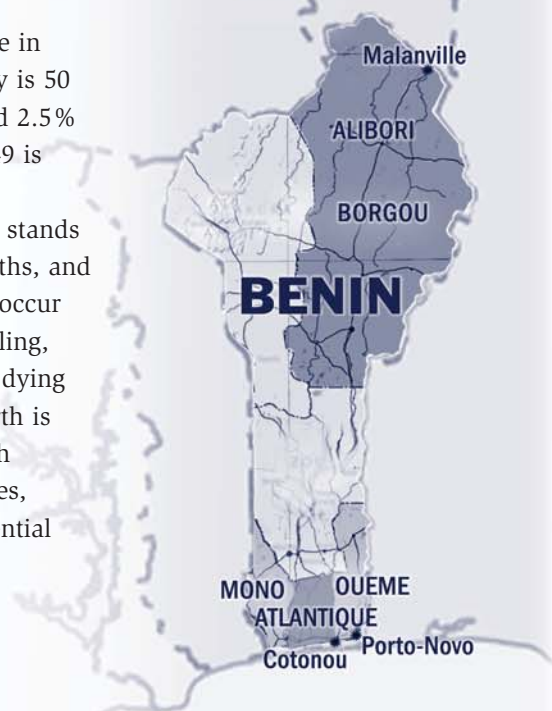 e in
y is 50
d 2.5%
9 is
stands
ths, and
occur
ling,
dying
th is
h
es,
ntial
Malanville
ALIBORI
BORGOU
BENIN
MONO
OUEME
ATLANTIQUE
Porto-Novo
Cotonou